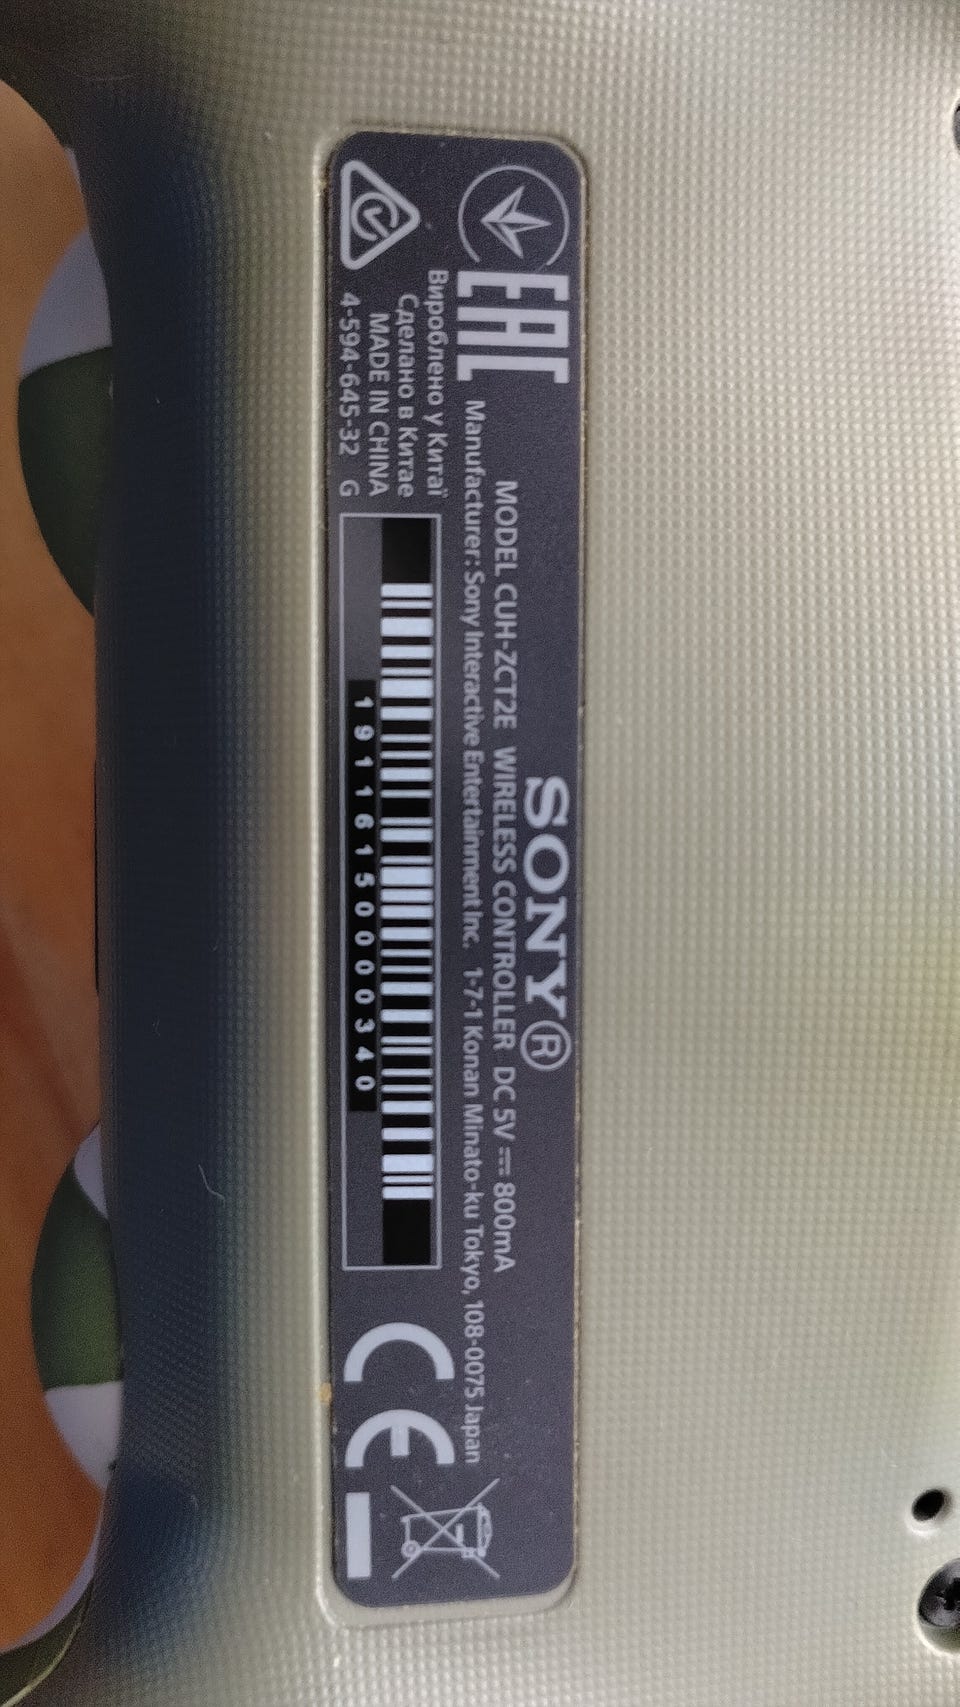 SONY®
MODEL CUH-ZCT2E WIRELESS CONTROLLER DC 5V ⎓ 800mA
Manufacturer: Sony Interactive Entertainment Inc. 1-7-1 Konan Minato-ku Tokyo, 108-0075 Japan
EAC
Вироблено у Китаї
Сделано в Китае
MADE IN CHINA
4-594-645-32 G
1911615000340
CE